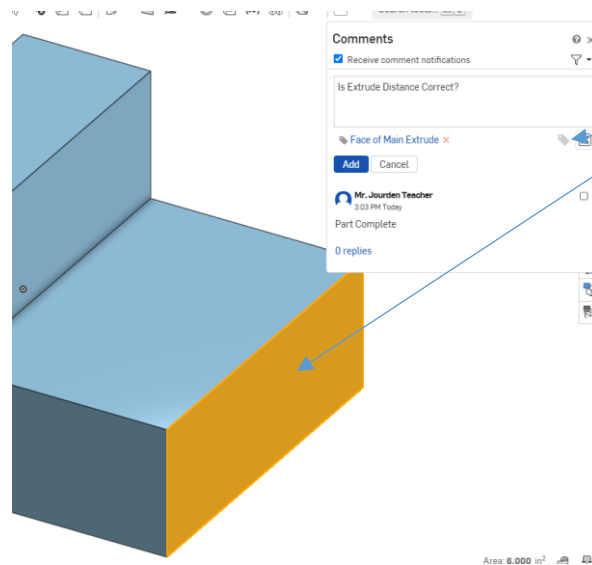 Comments
Receive comment notifications
Is Extrude Distance Correct?
Face of Main Extrude
Add Cancel
Mr. Jourden Teacher
3:03 PM Today
Part Complete
0 replies
Area: 6.000 in²